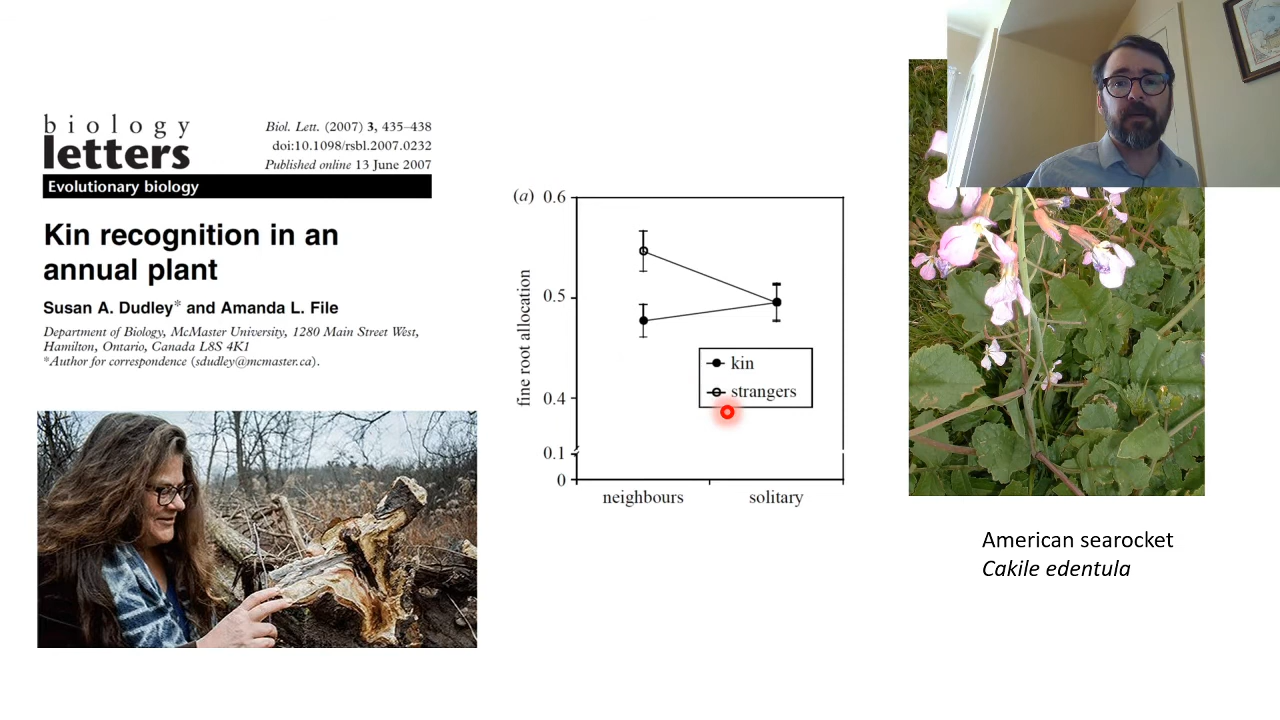 biology
letters
Biol. Lett. (2007) 3, 435–438
doi:10.1098/rsbl.2007.0232
Published online 13 June 2007
Evolutionary biology
Kin recognition in an
annual plant
Susan A. Dudley* and Amanda L. File
Department of Biology, McMaster University, 1280 Main Street West,
Hamilton, Ontario, Canada L8S 4K1
*Author for correspondence (sdudley@mcmaster.ca).
(a)
0.6
0.5
0.4
0.1
0
fine root allocation
kin
strangers
neighbours
solitary
American searocket
Cakile edentula